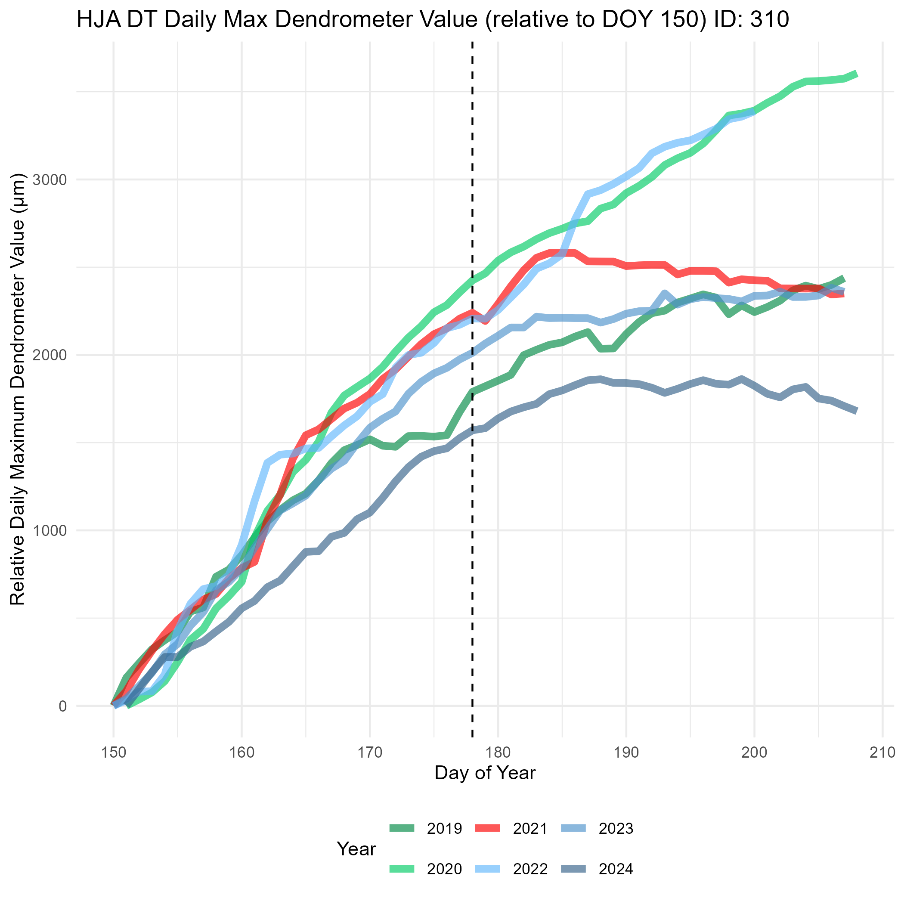 HJA DT Daily Max Dendrometer Value (relative to DOY 150) ID: 310
Relative Daily Maximum Dendrometer Value (μm)
3000
2000
1000
0
150 160 170 180 190 200 210
Day of Year
Year
2019 2021 2023
2020 2022 2024